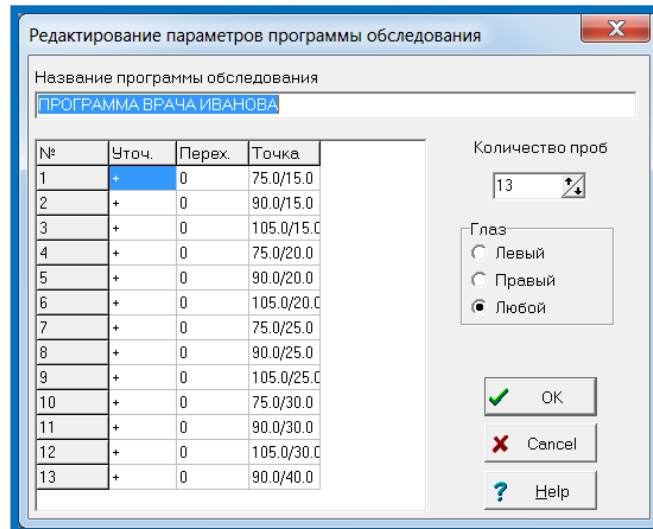 Редактирование параметров программы обследования
Название программы обследования
ПРОГРАММА ВРАЧА ИВАНОВА
№ Уточ. Перех. Точка
1 + 0 75.0/15.0
2 + 0 90.0/15.0
3 + 0 105.0/15.0
4 + 0 75.0/20.0
5 + 0 90.0/20.0
6 + 0 105.0/20.0
7 + 0 75.0/25.0
8 + 0 90.0/25.0
9 + 0 105.0/25.0
10 + 0 75.0/30.0
11 + 0 90.0/30.0
12 + 0 105.0/30.0
13 + 0 90.0/40.0
Количество проб
13
Глаз
Левый
Правый
Любой
OK
Cancel
Help